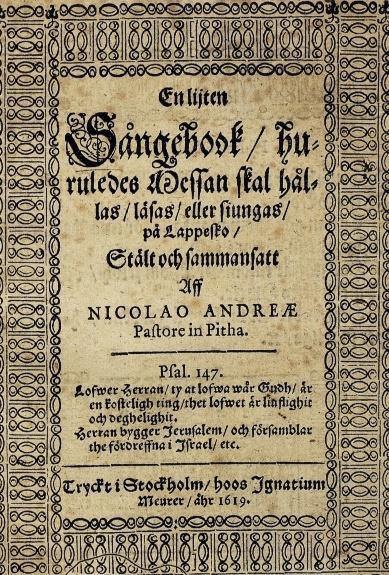 En lijten
Sångebook / hu-
ruledes Messan skal hål-
las / läsas / eller siungas /
på Lappesko /
Stält och sammansatt
Aff
NICOLAO ANDREÆ
Pastore in Pitha.
Psal. 147.
Lofwer Herran / ty at lofwa wår Gudh / är
en kosteligh ting / thet lofwet är liufflighit
och deghelighit.
Herran bygger Jerusalem / och församblar
the fördreffna i Israel / etc.
Tryckt i Stockholm / hoos Ignatium
Meurer / åhr 1619.